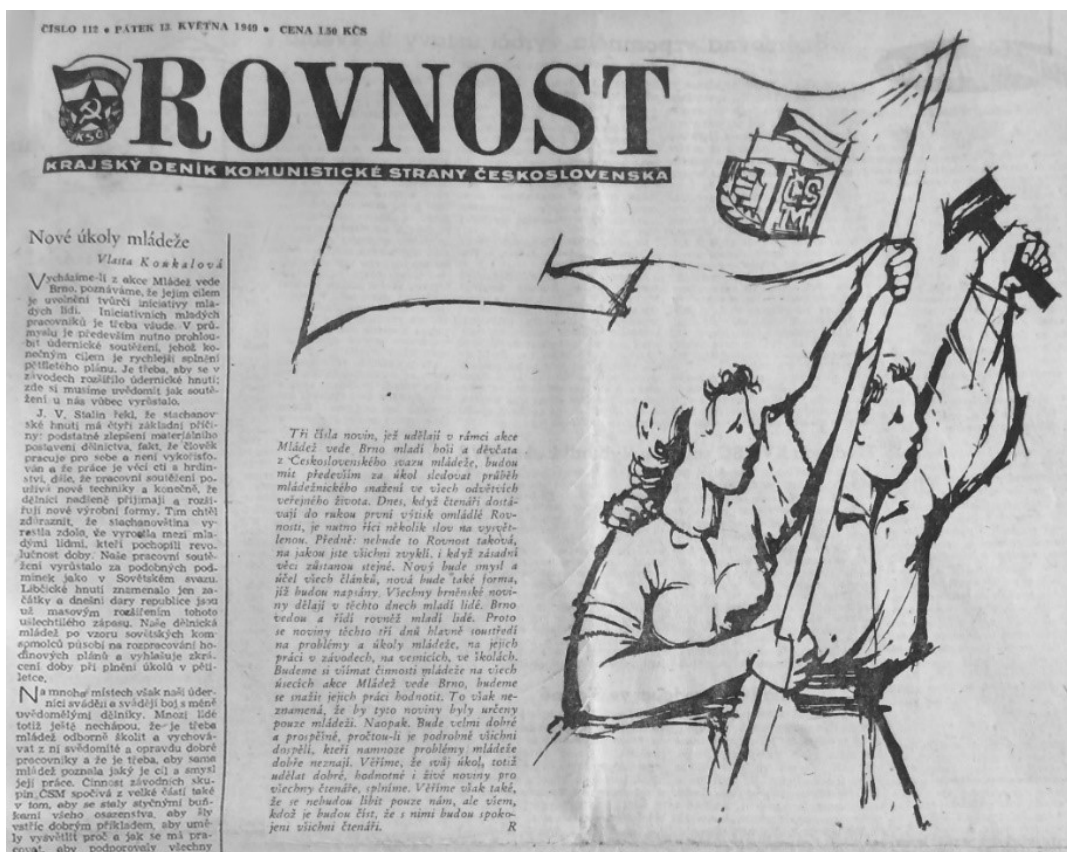 ČÍSLO 112 • PÁTEK 13. KVĚTNA 1949 • CENA 1.50 KČS
KSČ
ROVNOST
KRAJSKÝ DENÍK KOMUNISTICKÉ STRANY ČESKOSLOVENSKA
ČSM
Nové úkoly mládeže
Vlasta Koukalová
Vycházíme-li z akce Mládež vede
Brno, poznáváme, že jejím cílem
je uvolnění tvůrčí iniciativy mla-
dých lidí. Iniciativních mladých
pracovníků je třeba všude. V prů-
myslu je především nutno prohlou-
bit údernické soutěžení, jehož ko-
nečným cílem je rychlejší splnění
pětiletého plánu. Je třeba, aby se v
závodech rozšířilo údernické hnutí;
zde si musíme uvědomit jak soutě-
žení u nás vůbec vyrůstalo.
J. V. Stalin řekl, že stachanov-
ské hnutí má čtyři základní příči-
ny: podstatné zlepšení materiálního
postavení dělnictva, fakt, že člověk
pracuje pro sebe a není vykořisťo-
ván a že práce je věcí cti a hrdin-
ství, dále, že pracovní soutěžení po-
užívá nové techniky a konečně, že
dělníci nadšeně přijímají a rozši-
řují nové výrobní formy. Tím chtěl
zdůraznit, že stachanovština vy-
rostla zdola, že vyrostla mezi mla-
dými lidmi, kteří pochopili revo-
lučnost doby. Naše pracovní soutě-
žení vyrůstalo za podobných pod-
mínek jako v Sovětském svazu.
Libčické hnutí znamenalo jen za-
čátky a dnešní dary republice jsou
už masovým rozšířením tohoto
ušlechtilého zápasu. Naše dělnická
mládež po vzoru sovětských kom-
somolců působí na rozpracování ho-
dinových plánů a vyhlašuje zkrá-
cení doby při plnění úkolů v pěti-
letce.
Na mnoha místech však naši úder-
níci sváděli a svádějí boj s méně
uvědomělými dělníky. Mnozí lidé
totiž ještě nechápou, že je třeba
mládež odborně školit a vychová-
vat z ní svědomité a opravdu dobré
pracovníky a že je třeba, aby sama
mládež poznala jaký je cíl a smysl
její práce. Činnost závodních sku-
pin ČSM spočívá z velké části také
v tom, aby se staly styčnými buň-
kami všeho osazenstva, aby šly
vstříc dobrým příkladem, aby umě-
ly vysvětlit proč a jak se má pra-
covat, aby podporovaly všechny
Tři čísla novin, jež udělají v rámci akce
Mládež vede Brno mladí hoši a děvčata
z Československého svazu mládeže, budou
mít především za úkol sledovat průběh
mládežnického snažení ve všech odvětvích
veřejného života. Dnes, když čtenáři dostá-
vají do rukou první výtisk omládlé Rov-
nosti, je nutno říci několik slov na vysvět-
lenou. Předně: nebude to Rovnost taková,
na jakou jste všichni zvyklí, i když zásadní
věci zůstanou stejné. Nový bude smysl a
účel všech článků, nová bude také forma,
jíž budou napsány. Všechny brněnské novi-
ny dělají v těchto dnech mladí lidé. Brno
vedou a řídí rovněž mladí lidé. Proto
se noviny těchto tří dnů hlavně soustředí
na problémy a úkoly mládeže, na jejich
práci v závodech, na vesnicích, ve školách.
Budeme si všímat činnosti mládeže na všech
úsecích akce Mládež vede Brno, budeme
se snažit jejich práci hodnotit. To však ne-
znamená, že by tyto noviny byly určeny
pouze mládeži. Naopak. Bude velmi dobré
a prospěšné, pročtou-li je podrobně všichni
dospělí, kteří namnoze problémy mládeže
dobře neznají. Věříme, že svůj úkol, totiž
udělat dobré, hodnotné i živé noviny pro
všechny čtenáře, splníme. Věříme však také,
že se nebudou líbit pouze nám, ale všem,
kdož je budou číst, že s nimi budou spoko-
jeni všichni čtenáři. R